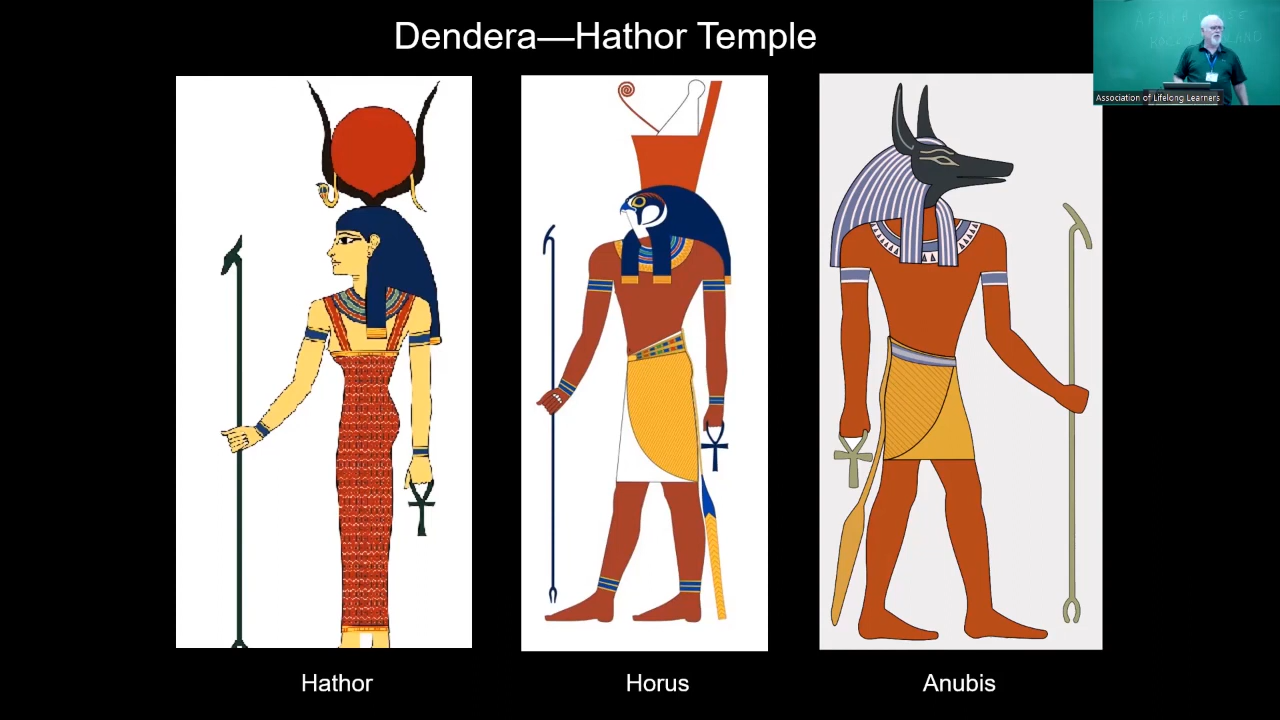 Dendera—Hathor Temple
Association of Lifelong Learners
Hathor
Horus
Anubis